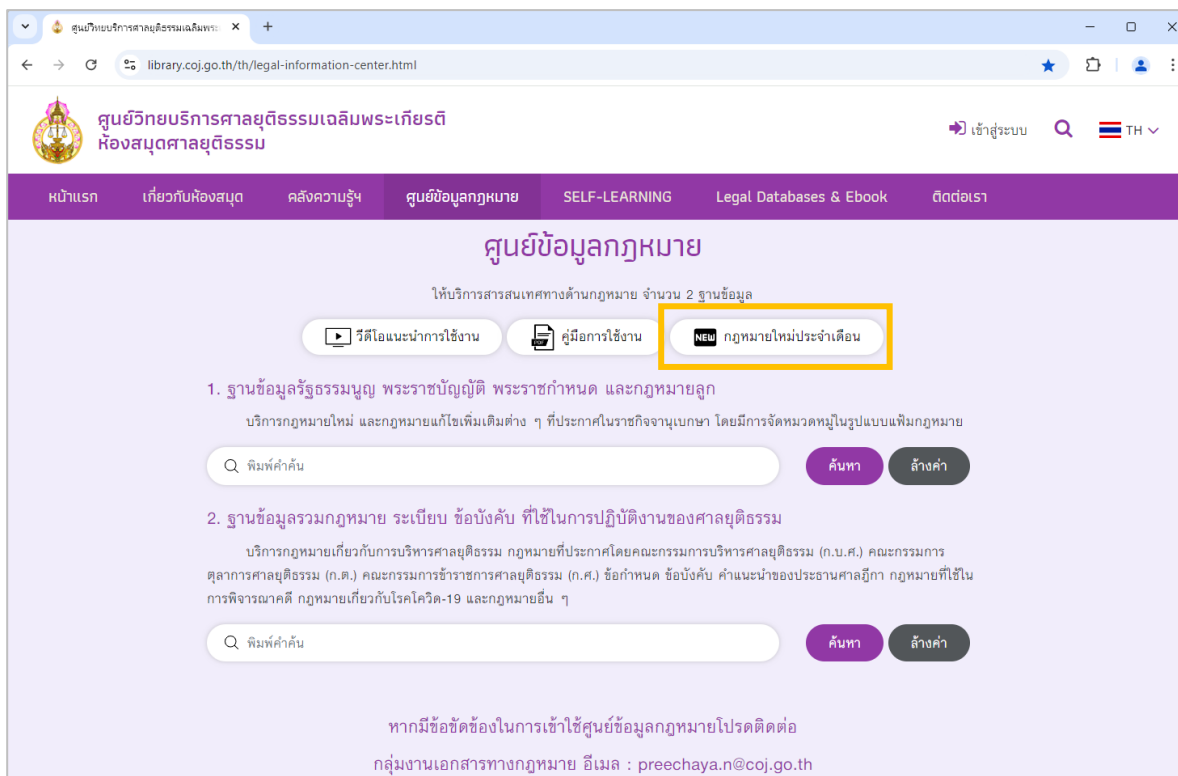 ศูนย์วิทยบริการศาลยุติธรรมเฉลิมพระ
library.coj.go.th/th/legal-information-center.html
ศูนย์วิทยบริการศาลยุติธรรมเฉลิมพระเกียรติ
ห้องสมุดศาลยุติธรรม
เข้าสู่ระบบ TH
หน้าแรก เกี่ยวกับห้องสมุด คลังความรู้ฯ ศูนย์ข้อมูลกฎหมาย SELF-LEARNING Legal Databases & Ebook ติดต่อเรา
ศูนย์ข้อมูลกฎหมาย
ให้บริการสารสนเทศทางด้านกฎหมาย จำนวน 2 ฐานข้อมูล
วีดีโอแนะนำการใช้งาน PDF คู่มือการใช้งาน NEW กฎหมายใหม่ประจำเดือน
1. ฐานข้อมูลรัฐธรรมนูญ พระราชบัญญัติ พระราชกำหนด และกฎหมายลูก
บริการกฎหมายใหม่ และกฎหมายแก้ไขเพิ่มเติมต่าง ๆ ที่ประกาศในราชกิจจานุเบกษา โดยมีการจัดหมวดหมู่ในรูปแบบแฟ้มกฎหมาย
พิมพ์คำค้น ค้นหา ล้างค่า
2. ฐานข้อมูลรวมกฎหมาย ระเบียบ ข้อบังคับ ที่ใช้ในการปฏิบัติงานของศาลยุติธรรม
บริการกฎหมายเกี่ยวกับการบริหารศาลยุติธรรม กฎหมายที่ประกาศโดยคณะกรรมการบริหารศาลยุติธรรม (ก.บ.ศ.) คณะกรรมการ
ตุลาการศาลยุติธรรม (ก.ต.) คณะกรรมการข้าราชการศาลยุติธรรม (ก.ศ.) ข้อกำหนด ข้อบังคับ คำแนะนำของประธานศาลฎีกา กฎหมายที่ใช้ใน
การพิจารณาคดี กฎหมายเกี่ยวกับโรคโควิด-19 และกฎหมายอื่น ๆ
พิมพ์คำค้น ค้นหา ล้างค่า
หากมีข้อขัดข้องในการเข้าใช้ศูนย์ข้อมูลกฎหมายโปรดติดต่อ
กลุ่มงานเอกสารทางกฎหมาย อีเมล : preechaya.n@coj.go.th